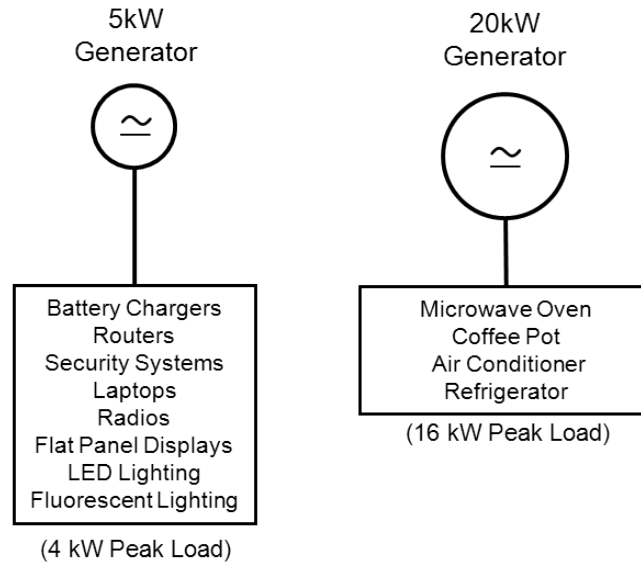 5kW
Generator
≃
Battery Chargers
Routers
Security Systems
Laptops
Radios
Flat Panel Displays
LED Lighting
Fluorescent Lighting
(4 kW Peak Load)
20kW
Generator
≃
Microwave Oven
Coffee Pot
Air Conditioner
Refrigerator
(16 kW Peak Load)